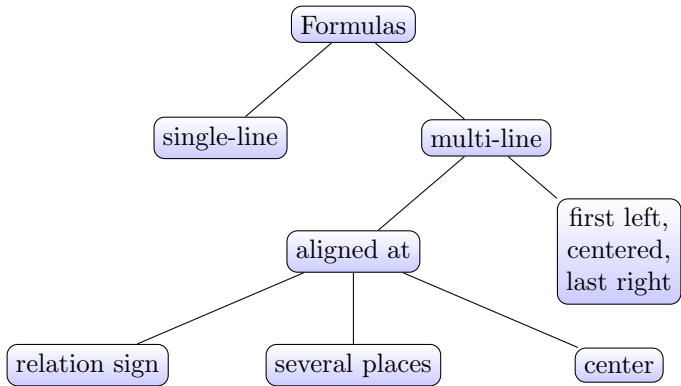 Formulas
single-line
multi-line
aligned at
first left,
centered,
last right
relation sign
several places
center